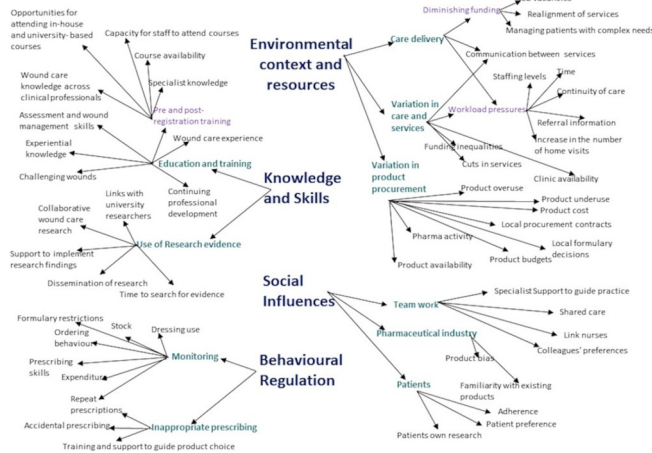 Opportunities for
attending in-house
and university-based
courses
Capacity for staff to attend courses
Course availability
Wound care
knowledge across
clinical professionals
Specialist knowledge
Pre and post-
registration training
Assessment and wound
management skills
Wound care experience
Experiential
knowledge
Education and training
Challenging wounds
Continuing
professional
development
Links with
university
researchers
Collaborative
wound care
research
Use of Research evidence
Support to implement
research findings
Dissemination of research
Time to search for evidence
Knowledge
and Skills
Environmental
context and
resources
Diminishing funding
Realignment of services
Managing patients with complex needs
Care delivery
Communication between services
Staffing levels
Time
Continuity of care
Variation in
care and
services
Workload pressures
Referral information
Increase in the number
of home visits
Funding inequalities
Cuts in services
Clinic availability
Variation in
product
procurement
Product overuse
Product underuse
Product cost
Local procurement contracts
Local formulary
decisions
Pharma activity
Product budgets
Product availability
Social
Influences
Team work
Specialist Support to guide practice
Shared care
Link nurses
Colleagues' preferences
Pharmaceutical industry
Product bias
Familiarity with existing
products
Patients
Adherence
Patient preference
Patients own research
Behavioural
Regulation
Formulary restrictions
Stock
Dressing use
Ordering
behaviour
Monitoring
Prescribing
skills
Expenditure
Repeat
prescriptions
Accidental prescribing
Inappropriate prescribing
Training and support to guide product choice